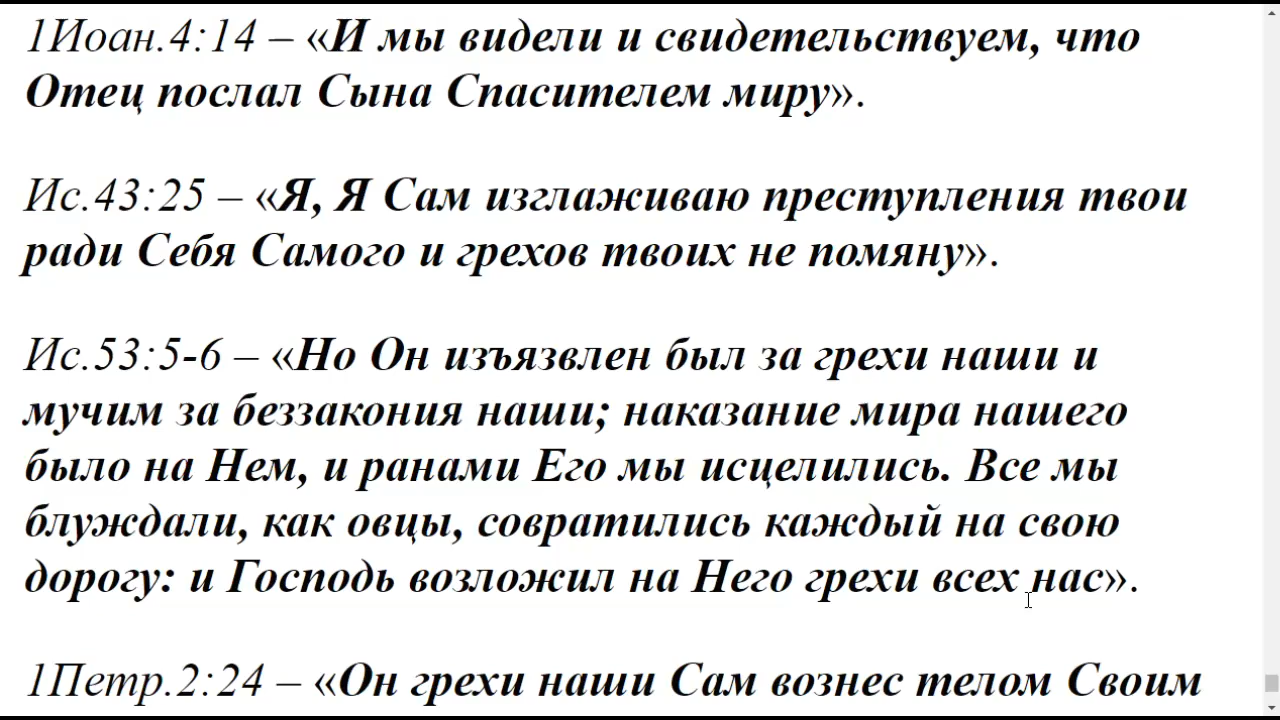 1Иоан.4:14 – «И мы видели и свидетельствуем, что
Отец послал Сына Спасителем миру».
Ис.43:25 – «Я, Я Сам изглаживаю преступления твои
ради Себя Самого и грехов твоих не помяну».
Ис.53:5-6 – «Но Он изъязвлен был за грехи наши и
мучим за беззакония наши; наказание мира нашего
было на Нем, и ранами Его мы исцелились. Все мы
блуждали, как овцы, совратились каждый на свою
дорогу: и Господь возложил на Него грехи всех нас».
1Петр.2:24 – «Он грехи наши Сам вознес телом Своим